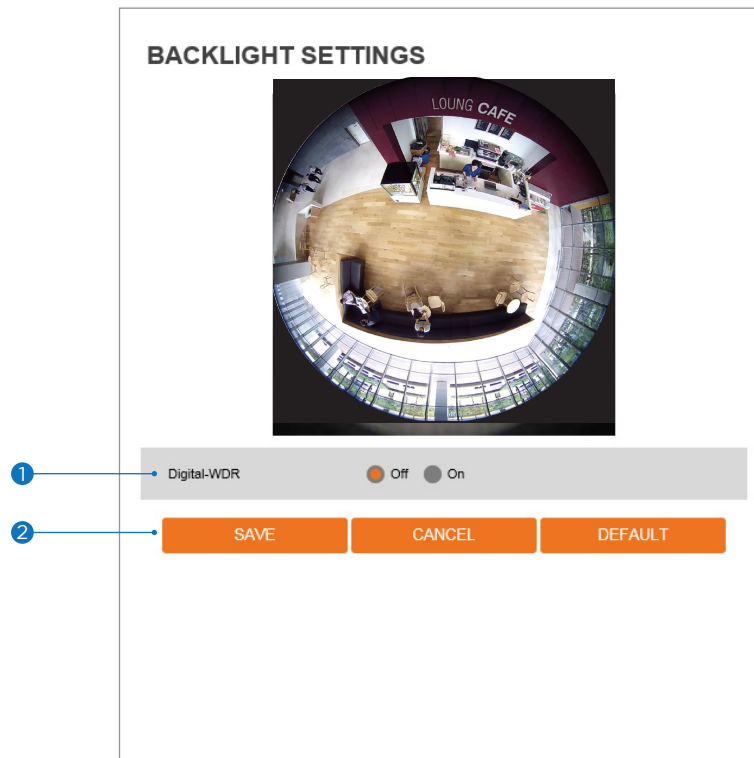 BACKLIGHT SETTINGS
LOUNG CAFE
1 Digital-WDR Off On
2 SAVE CANCEL DEFAULT